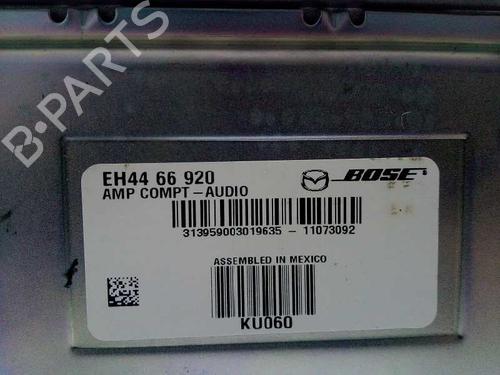 B-PARTS
EH44 66 920
AMP COMPT-AUDIO
BOSE
313959003019635 - 11073092
ASSEMBLED IN MEXICO
KU060